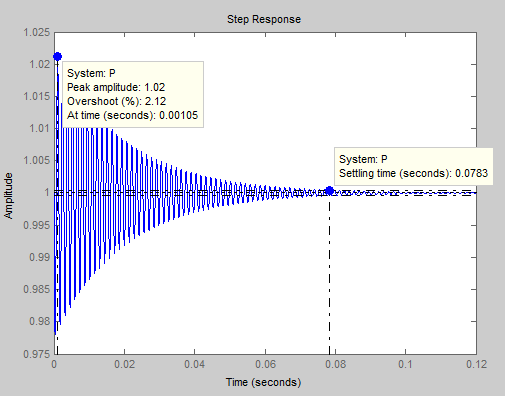 Step Response
1.025
1.02
1.015
1.01
1.005
1
0.995
0.99
0.985
0.98
0.975
Amplitude
System: P
Peak amplitude: 1.02
Overshoot (%): 2.12
At time (seconds): 0.00105
System: P
Settling time (seconds): 0.0783
0 0.02 0.04 0.06 0.08 0.1 0.12
Time (seconds)